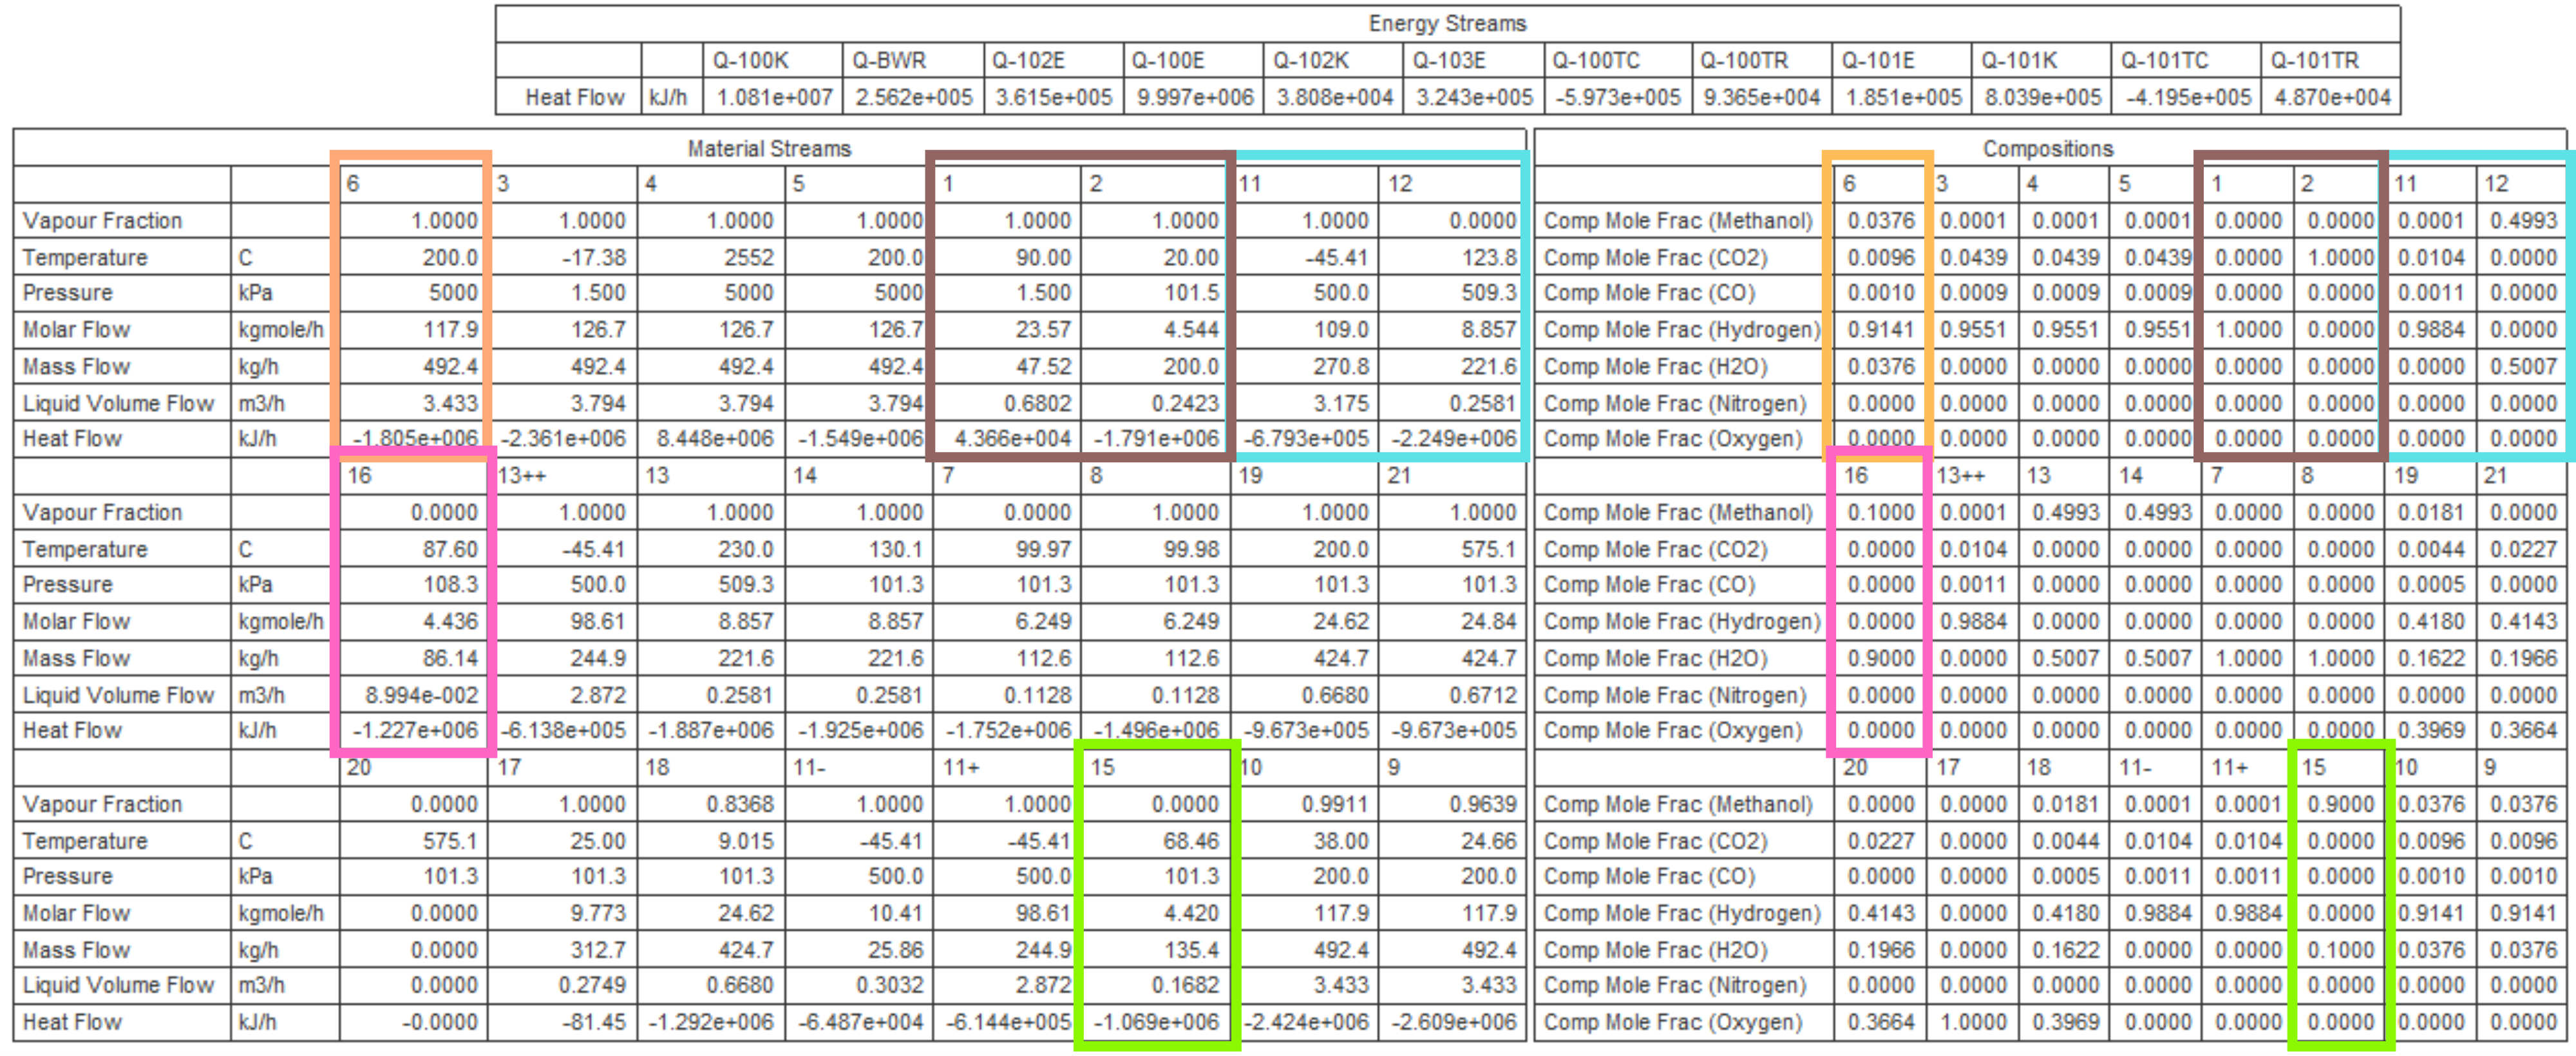 Energy Streams
Q-100K Q-BWR Q-102E Q-100E Q-102K Q-103E Q-100TC Q-100TR Q-101E Q-101K Q-101TC Q-101TR
Heat Flow kJ/h 1.081e+007 2.562e+005 3.615e+005 9.997e+006 3.808e+004 3.243e+005 -5.973e+005 9.365e+004 1.851e+005 8.039e+005 -4.195e+005 4.870e+004
Material Streams Compositions
6 3 4 5 1 2 11 12 6 3 4 5 1 2 11 12
Vapour Fraction 1.0000 1.0000 1.0000 1.0000 1.0000 1.0000 1.0000 0.0000 Comp Mole Frac (Methanol) 0.0376 0.0001 0.0001 0.0001 0.0000 0.0000 0.0001 0.4993
Temperature C 200.0 -17.38 2552 200.0 90.00 20.00 -45.41 123.8 Comp Mole Frac (CO2) 0.0096 0.0439 0.0439 0.0439 0.0000 1.0000 0.0104 0.0000
Pressure kPa 5000 1.500 5000 5000 1.500 101.5 500.0 509.3 Comp Mole Frac (CO) 0.0010 0.0009 0.0009 0.0009 0.0000 0.0000 0.0011 0.0000
Molar Flow kgmole/h 117.9 126.7 126.7 126.7 23.57 4.544 109.0 8.857 Comp Mole Frac (Hydrogen) 0.9141 0.9551 0.9551 0.9551 1.0000 0.0000 0.9884 0.0000
Mass Flow kg/h 492.4 492.4 492.4 492.4 47.52 200.0 270.8 221.6 Comp Mole Frac (H2O) 0.0376 0.0000 0.0000 0.0000 0.0000 0.0000 0.0000 0.5007
Liquid Volume Flow m3/h 3.433 3.794 3.794 3.794 0.6802 0.2423 3.175 0.2581 Comp Mole Frac (Nitrogen) 0.0000 0.0000 0.0000 0.0000 0.0000 0.0000 0.0000 0.0000
Heat Flow kJ/h -1.805e+006 -2.361e+006 8.448e+006 -1.549e+006 4.366e+004 -1.791e+006 -6.793e+005 -2.249e+006 Comp Mole Frac (Oxygen) 0.0000 0.0000 0.0000 0.0000 0.0000 0.0000 0.0000 0.0000
16 13++ 13 14 7 8 19 21 16 13++ 13 14 7 8 19 21
Vapour Fraction 0.0000 1.0000 1.0000 1.0000 0.0000 1.0000 1.0000 1.0000 Comp Mole Frac (Methanol) 0.1000 0.0001 0.4993 0.4993 0.0000 0.0000 0.0181 0.0000
Temperature C 87.60 -45.41 230.0 130.1 99.97 99.98 200.0 575.1 Comp Mole Frac (CO2) 0.0000 0.0104 0.0000 0.0000 0.0000 0.0000 0.0044 0.0227
Pressure kPa 108.3 500.0 509.3 101.3 101.3 101.3 101.3 101.3 Comp Mole Frac (CO) 0.0000 0.0011 0.0000 0.0000 0.0000 0.0000 0.0005 0.0000
Molar Flow kgmole/h 4.436 98.61 8.857 8.857 6.249 6.249 24.62 24.84 Comp Mole Frac (Hydrogen) 0.0000 0.9884 0.0000 0.0000 0.0000 0.0000 0.4180 0.4143
Mass Flow kg/h 86.14 244.9 221.6 221.6 112.6 112.6 424.7 424.7 Comp Mole Frac (H2O) 0.9000 0.0000 0.5007 0.5007 1.0000 1.0000 0.1622 0.1966
Liquid Volume Flow m3/h 8.994e-002 2.872 0.2581 0.2581 0.1128 0.1128 0.6680 0.6712 Comp Mole Frac (Nitrogen) 0.0000 0.0000 0.0000 0.0000 0.0000 0.0000 0.0000 0.0000
Heat Flow kJ/h -1.227e+006 -6.138e+005 -1.887e+006 -1.925e+006 -1.752e+006 -1.496e+006 -9.673e+005 -9.673e+005 Comp Mole Frac (Oxygen) 0.0000 0.0000 0.0000 0.0000 0.0000 0.0000 0.3969 0.3664
20 17 18 11- 11+ 15 10 9 20 17 18 11- 11+ 15 10 9
Vapour Fraction 0.0000 1.0000 0.8368 1.0000 1.0000 0.0000 0.9911 0.9639 Comp Mole Frac (Methanol) 0.0000 0.0000 0.0181 0.0001 0.0001 0.9000 0.0376 0.0376
Temperature C 575.1 25.00 9.015 -45.41 -45.41 68.46 38.00 24.66 Comp Mole Frac (CO2) 0.0227 0.0000 0.0044 0.0104 0.0104 0.0000 0.0096 0.0096
Pressure kPa 101.3 101.3 101.3 500.0 500.0 101.3 200.0 200.0 Comp Mole Frac (CO) 0.0000 0.0000 0.0005 0.0011 0.0011 0.0000 0.0010 0.0010
Molar Flow kgmole/h 0.0000 9.773 24.62 10.41 98.61 4.420 117.9 117.9 Comp Mole Frac (Hydrogen) 0.4143 0.0000 0.4180 0.9884 0.9884 0.0000 0.9141 0.9141
Mass Flow kg/h 0.0000 312.7 424.7 25.86 244.9 135.4 492.4 492.4 Comp Mole Frac (H2O) 0.1966 0.0000 0.1622 0.0000 0.0000 0.1000 0.0376 0.0376
Liquid Volume Flow m3/h 0.0000 0.2749 0.6680 0.3032 2.872 0.1682 3.433 3.433 Comp Mole Frac (Nitrogen) 0.0000 0.0000 0.0000 0.0000 0.0000 0.0000 0.0000 0.0000
Heat Flow kJ/h -0.0000 -81.45 -1.292e+006 -6.487e+004 -6.144e+005 -1.069e+006 -2.424e+006 -2.609e+006 Comp Mole Frac (Oxygen) 0.3664 1.0000 0.3969 0.0000 0.0000 0.0000 0.0000 0.0000